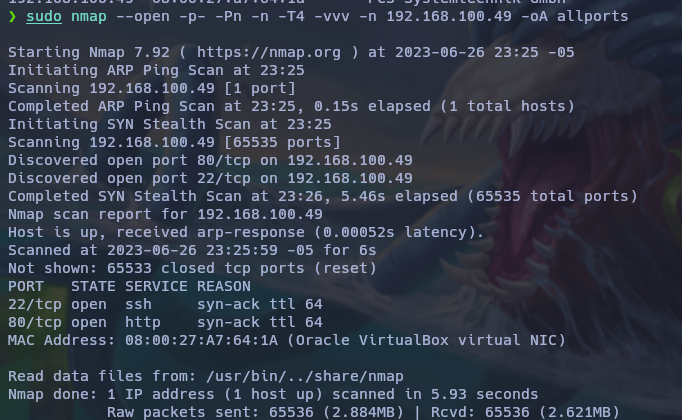 ❯ sudo nmap --open -p- -Pn -n -T4 -vvv -n 192.168.100.49 -oA allports
Starting Nmap 7.92 ( https://nmap.org ) at 2023-06-26 23:25 -05
Initiating ARP Ping Scan at 23:25
Scanning 192.168.100.49 [1 port]
Completed ARP Ping Scan at 23:25, 0.15s elapsed (1 total hosts)
Initiating SYN Stealth Scan at 23:25
Scanning 192.168.100.49 [65535 ports]
Discovered open port 80/tcp on 192.168.100.49
Discovered open port 22/tcp on 192.168.100.49
Completed SYN Stealth Scan at 23:26, 5.46s elapsed (65535 total ports)
Nmap scan report for 192.168.100.49
Host is up, received arp-response (0.00052s latency).
Scanned at 2023-06-26 23:25:59 -05 for 6s
Not shown: 65533 closed tcp ports (reset)
PORT   STATE SERVICE REASON
22/tcp open  ssh     syn-ack ttl 64
80/tcp open  http    syn-ack ttl 64
MAC Address: 08:00:27:A7:64:1A (Oracle VirtualBox virtual NIC)
Read data files from: /usr/bin/../share/nmap
Nmap done: 1 IP address (1 host up) scanned in 5.93 seconds
           Raw packets sent: 65536 (2.884MB) | Rcvd: 65536 (2.621MB)